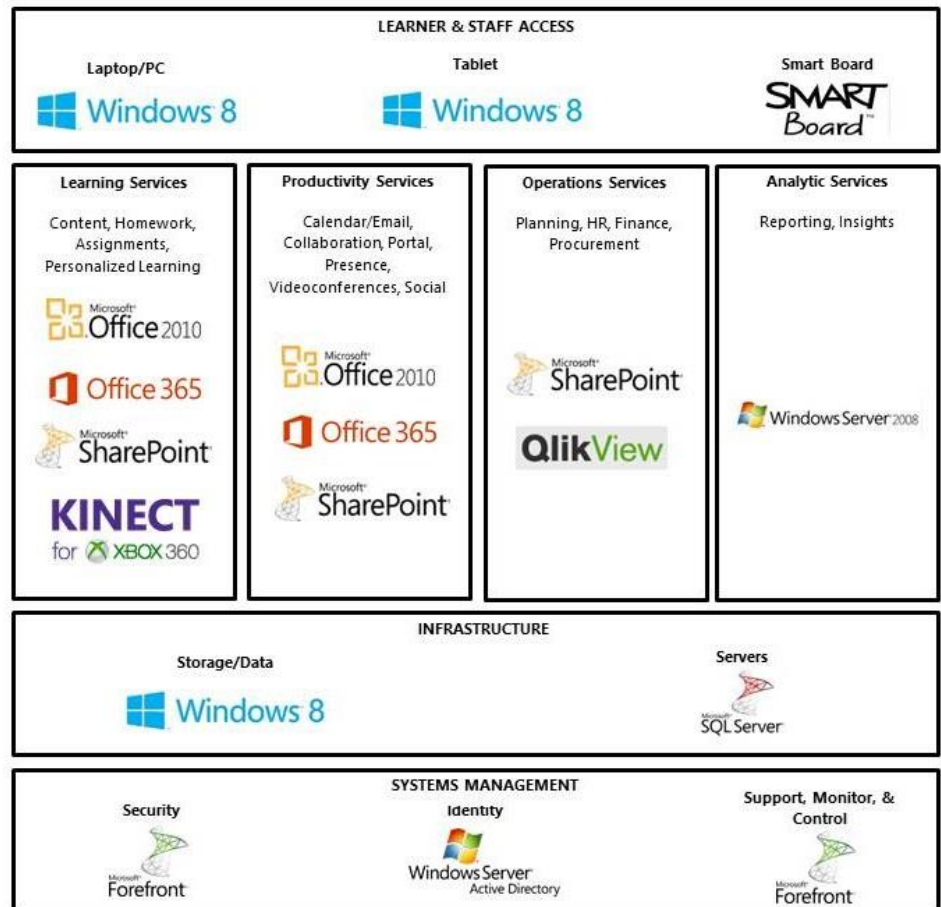 LEARNER & STAFF ACCESS
Laptop/PC
Windows 8
Tablet
Windows 8
Smart Board
SMART
Board™
Learning Services
Content, Homework,
Assignments,
Personalized Learning
Microsoft®
Office 2010
Office 365
Microsoft®
SharePoint
KINECT
for XBOX 360
Productivity Services
Calendar/Email,
Collaboration, Portal,
Presence,
Videoconferences, Social
Microsoft®
Office 2010
Office 365
Microsoft®
SharePoint
Operations Services
Planning, HR, Finance,
Procurement
Microsoft®
SharePoint
QlikView
Analytic Services
Reporting, Insights
Windows Server 2008
INFRASTRUCTURE
Storage/Data
Windows 8
Servers
Microsoft®
SQL Server
SYSTEMS MANAGEMENT
Security
Microsoft®
Forefront
Identity
Windows Server
Active Directory
Support, Monitor, &
Control
Microsoft®
Forefront